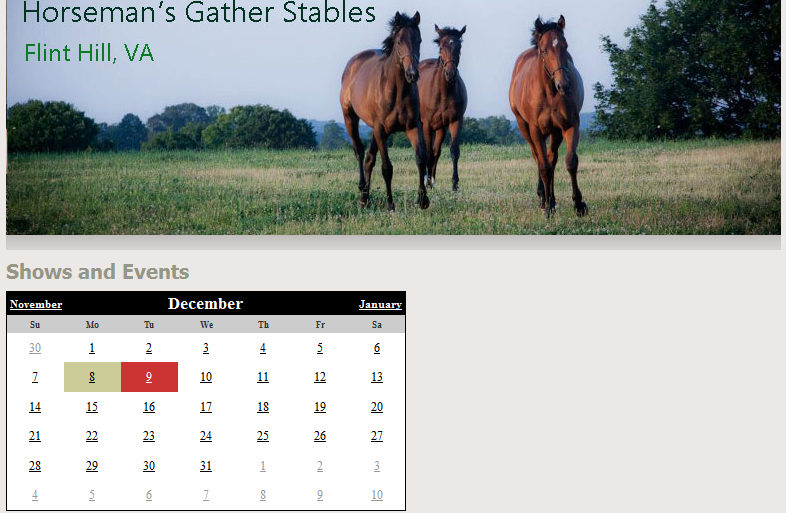 Horseman's Gather Stables
Flint Hill, VA
Shows and Events
November December January
Su Mo Tu We Th Fr Sa
30 1 2 3 4 5 6
7 8 9 10 11 12 13
14 15 16 17 18 19 20
21 22 23 24 25 26 27
28 29 30 31 1 2 3
4 5 6 7 8 9 10